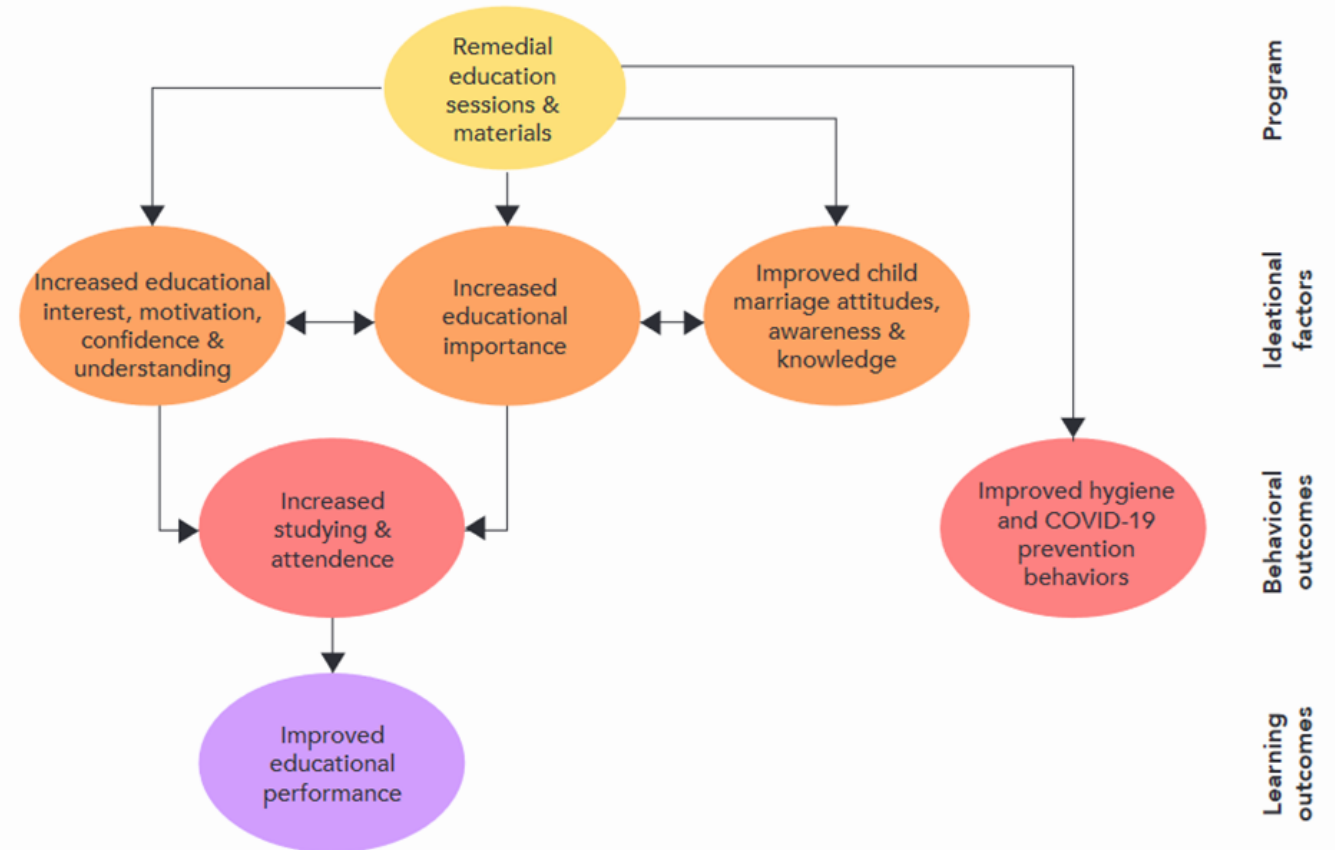 Remedial
education
sessions &
materials
Program
Increased educational
interest, motivation,
confidence &
understanding
Increased
educational
importance
Improved child
marriage attitudes,
awareness &
knowledge
Ideational
factors
Increased
studying &
attendence
Improved hygiene
and COVID-19
prevention
behaviors
Behavioral
outcomes
Improved
educational
performance
Learning
outcomes